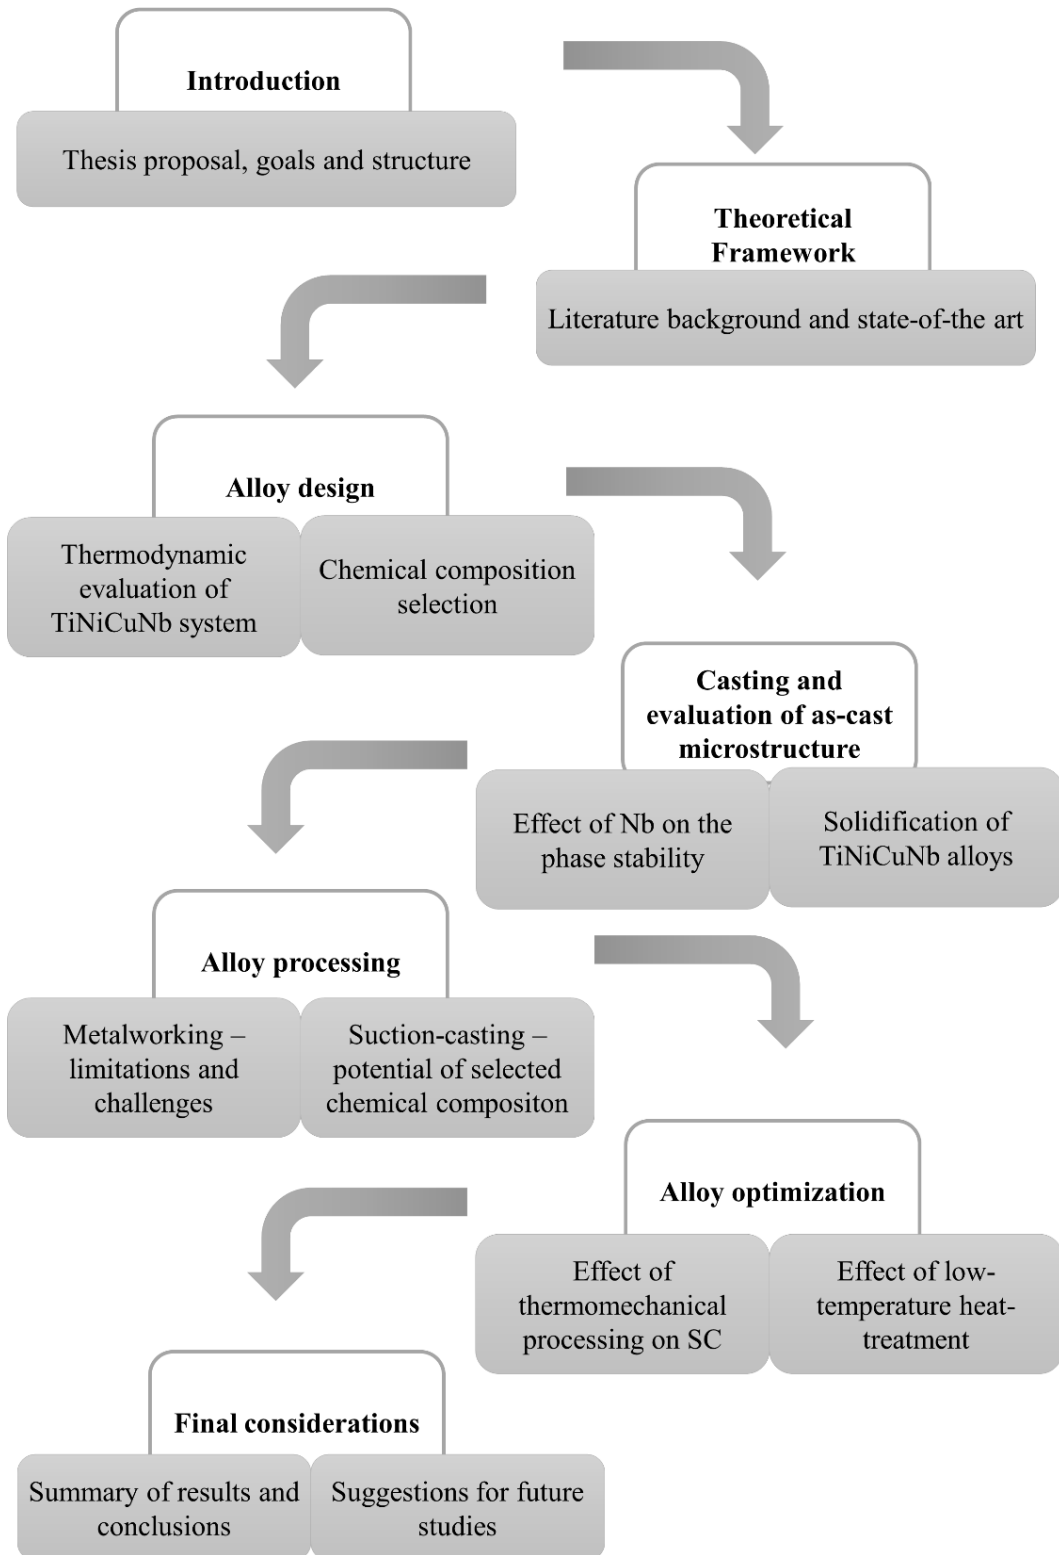 Introduction
Thesis proposal, goals and structure
Theoretical
Framework
Literature background and state-of-the art
Alloy design
Thermodynamic
evaluation of
TiNiCuNb system
Chemical composition
selection
Casting and
evaluation of as-cast
microstructure
Effect of Nb on the
phase stability
Solidification of
TiNiCuNb alloys
Alloy processing
Metalworking –
limitations and
challenges
Suction-casting –
potential of selected
chemical compositon
Alloy optimization
Effect of
thermomechanical
processing on SC
Effect of low-
temperature heat-
treatment
Final considerations
Summary of results and
conclusions
Suggestions for future
studies